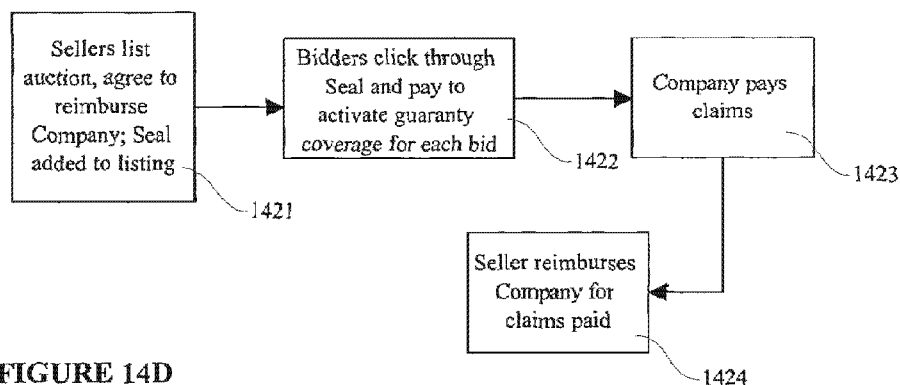 Sellers list
auction, agree to
reimburse
Company; Seal
added to listing
1421
Bidders click through
Seal and pay to
activate guaranty
coverage for each bid
1422
Company pays
claims
1423
Seller reimburses
Company for
claims paid
1424
FIGURE 14D